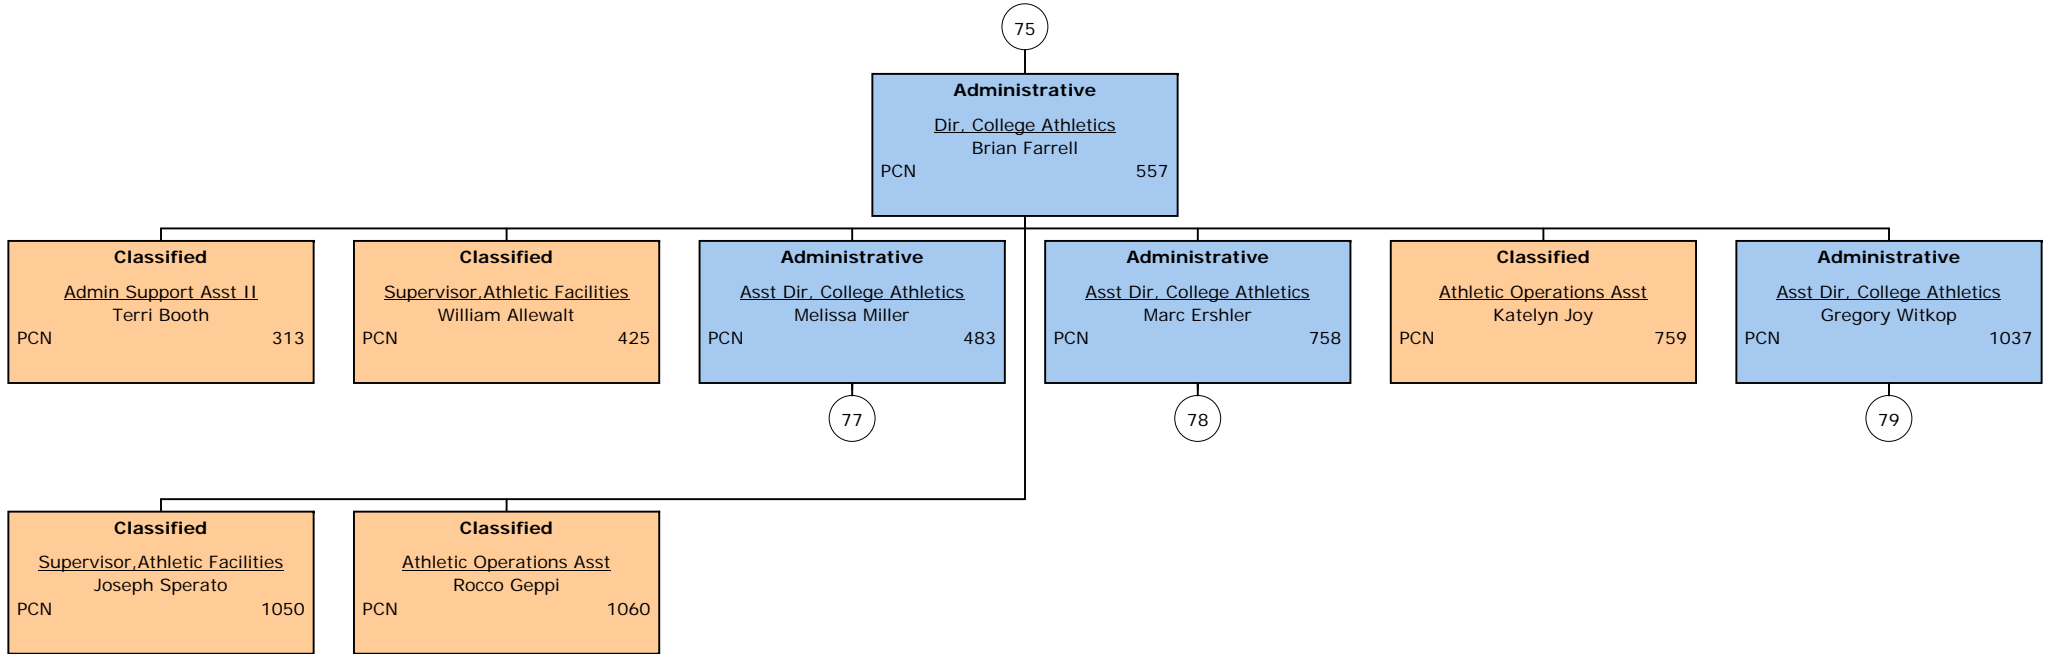 75
Administrative
Dir, College Athletics
Brian Farrell
PCN 557
Classified
Admin Support Asst II
Terri Booth
PCN 313
Classified
Supervisor,Athletic Facilities
William Allewalt
PCN 425
Administrative
Asst Dir, College Athletics
Melissa Miller
PCN 483
77
Administrative
Asst Dir, College Athletics
Marc Ershler
PCN 758
78
Classified
Athletic Operations Asst
Katelyn Joy
PCN 759
Administrative
Asst Dir, College Athletics
Gregory Witkop
PCN 1037
79
Classified
Supervisor,Athletic Facilities
Joseph Sperato
PCN 1050
Classified
Athletic Operations Asst
Rocco Geppi
PCN 1060